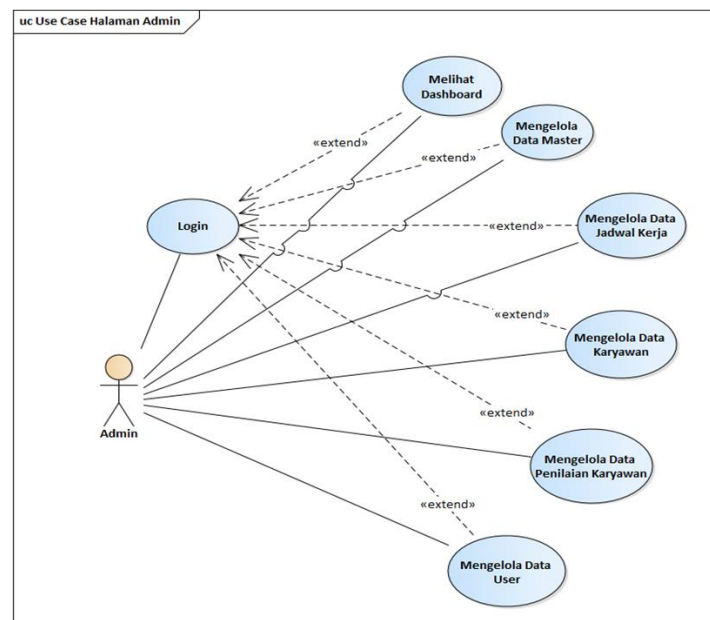 uc Use Case Halaman Admin
Melihat
Dashboard
«extend»
Mengelola
Data Master
«extend»
Login
«extend»
Mengelola Data
Jadwal Kerja
«extend»
Mengelola Data
Karyawan
Admin
«extend»
Mengelola Data
Penilaian Karyawan
«extend»
Mengelola Data
User